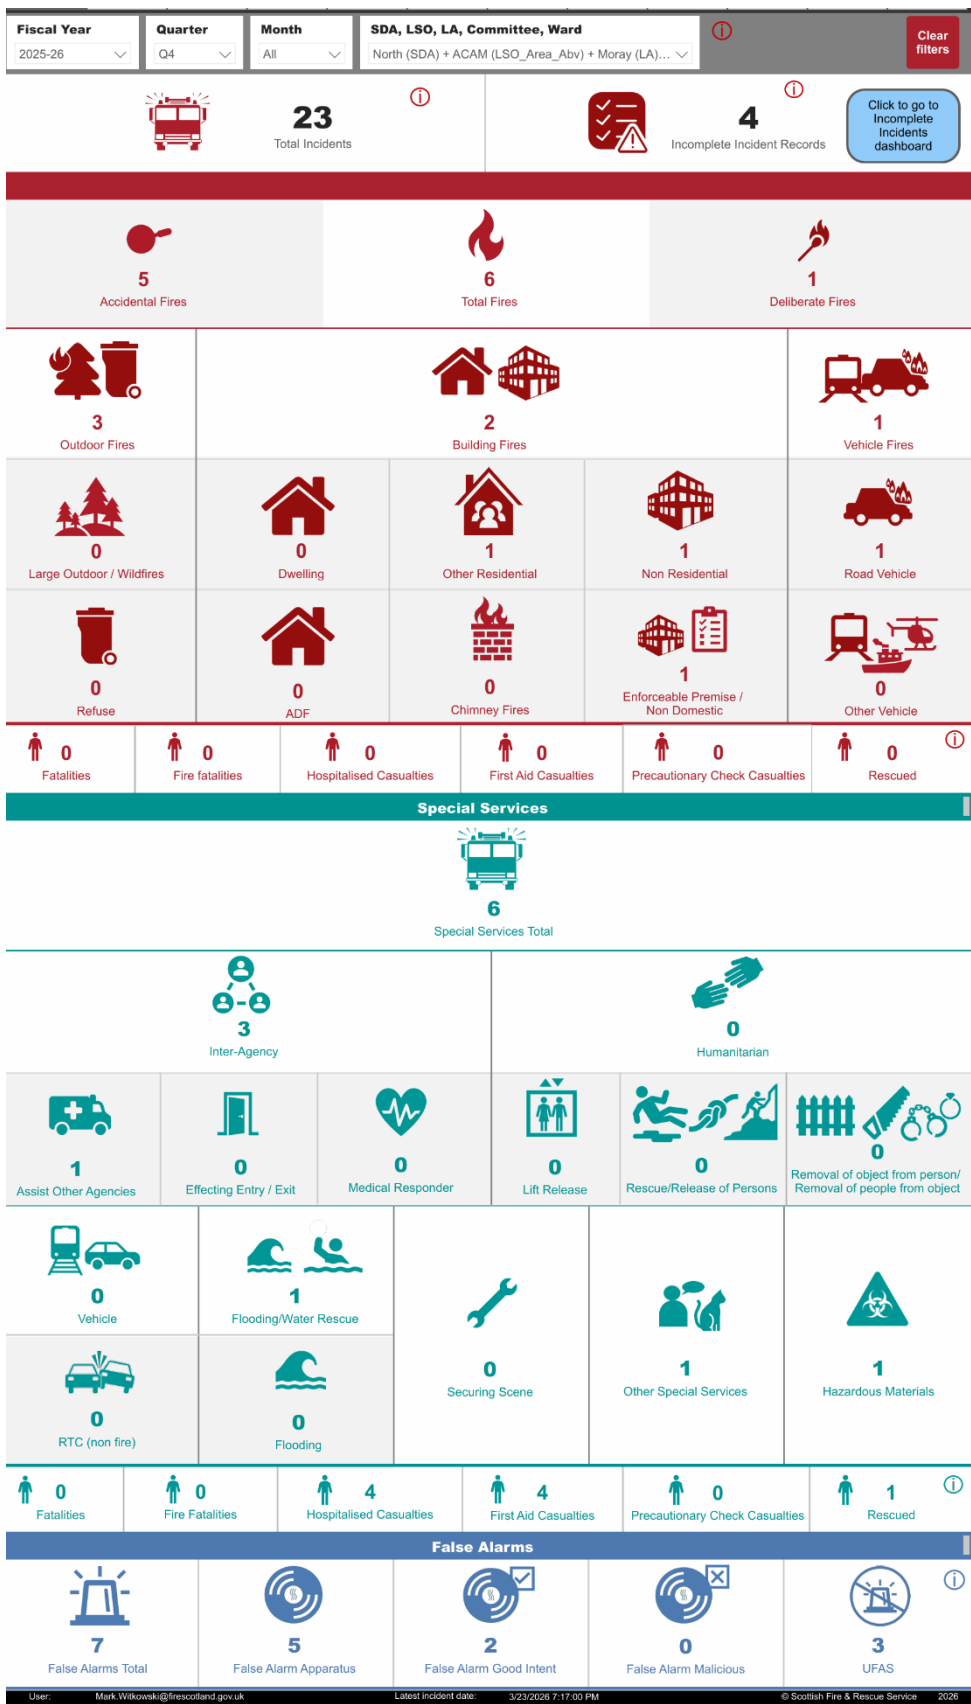 Fiscal Year Quarter Month SDA, LSO, LA, Committee, Ward
2025-26 Q4 All North (SDA) + ACAM (LSO_Area_Abv) + Moray (LA)...
Clear
filters
23
Total Incidents
4
Incomplete Incident Records
Click to go to
Incomplete
Incidents
dashboard
5 6 1
Accidental Fires Total Fires Deliberate Fires
3 2 1
Outdoor Fires Building Fires Vehicle Fires
0 0 1 1 1
Large Outdoor / Wildfires Dwelling Other Residential Non Residential Road Vehicle
0 0 0 1 0
Refuse ADF Chimney Fires Enforceable Premise /
Non Domestic Other Vehicle
0 0 0 0 0 0
Fatalities Fire fatalities Hospitalised Casualties First Aid Casualties Precautionary Check Casualties Rescued
Special Services
6
Special Services Total
3 0
Inter-Agency Humanitarian
1 0 0 0 0 0
Assist Other Agencies Effecting Entry / Exit Medical Responder Lift Release Rescue/Release of Persons Removal of object from person/
Removal of people from object
0 1
Vehicle Flooding/Water Rescue
0 1 1
Securing Scene Other Special Services Hazardous Materials
0 0
RTC (non fire) Flooding
0 0 4 4 0 1
Fatalities Fire Fatalities Hospitalised Casualties First Aid Casualties Precautionary Check Casualties Rescued
False Alarms
7 5 2 0 3
False Alarms Total False Alarm Apparatus False Alarm Good Intent False Alarm Malicious UFAS
User: Mark.Witkowski@firescotland.gov.uk Latest incident date: 3/23/2026 7:17:00 PM © Scottish Fire & Rescue Service 2026